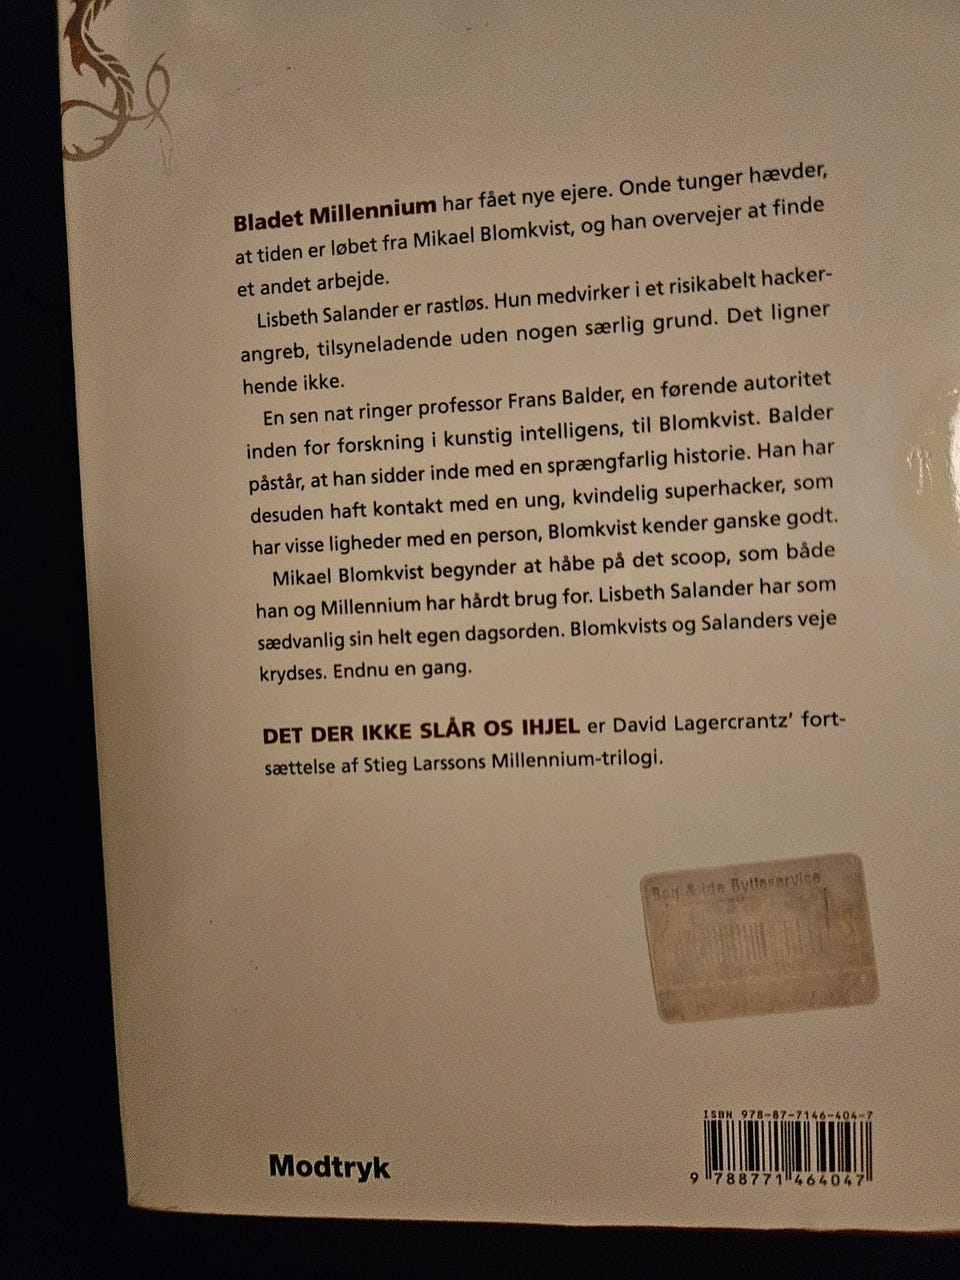 Bladet Millennium har fået nye ejere. Onde tunger hævder,
at tiden er løbet fra Mikael Blomkvist, og han overvejer at finde
et andet arbejde.
Lisbeth Salander er rastløs. Hun medvirker i et risikabelt hacker-
angreb, tilsyneladende uden nogen særlig grund. Det ligner
hende ikke.
En sen nat ringer professor Frans Balder, en førende autoritet
inden for forskning i kunstig intelligens, til Blomkvist. Balder
påstår, at han sidder inde med en sprængfarlig historie. Han har
desuden haft kontakt med en ung, kvindelig superhacker, som
har visse ligheder med en person, Blomkvist kender ganske godt.
Mikael Blomkvist begynder at håbe på det scoop, som både
han og Millennium har hårdt brug for. Lisbeth Salander har som
sædvanlig sin helt egen dagsorden. Blomkvists og Salanders veje
krydses. Endnu en gang.
DET DER IKKE SLÅR OS IHJEL er David Lagercrantz’ fort-
sættelse af Stieg Larssons Millennium-trilogi.
Bog & Ide Bytteservice
ISBN 978-87-7146-404-7
9 788771 464047
Modtryk